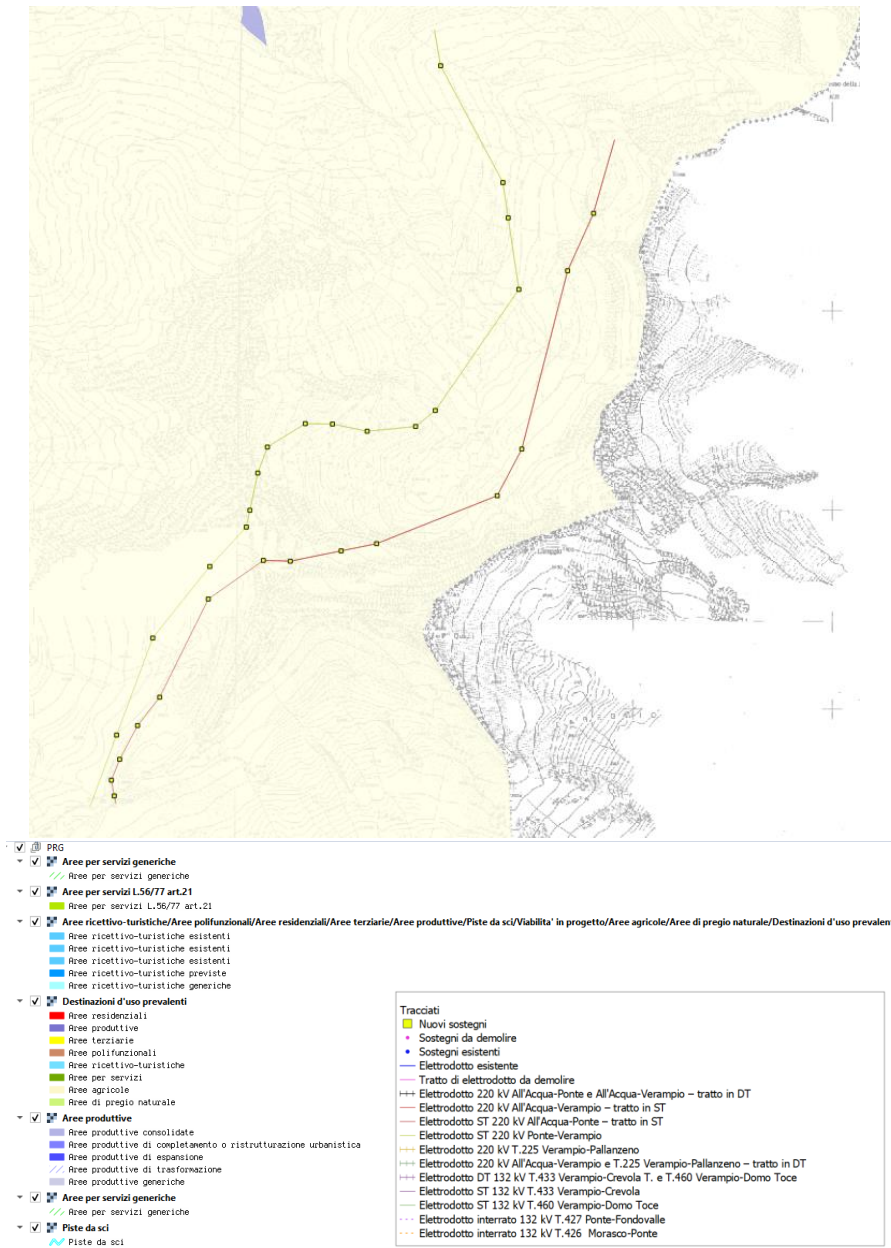 PRG
Aree per servizi generiche
Aree per servizi generiche
Aree per servizi L.56/77 art.21
Aree per servizi L.56/77 art.21
Aree ricettivo-turistiche/Aree polifunzionali/Aree residenziali/Aree terziarie/Aree produttive/Piste da sci/Viabilita' in progetto/Aree agricole/Aree di pregio naturale/Destinazioni d'uso prevalen
Aree ricettivo-turistiche esistenti
Aree ricettivo-turistiche esistenti
Aree ricettivo-turistiche esistenti
Aree ricettivo-turistiche previste
Aree ricettivo-turistiche generiche
Destinazioni d'uso prevalenti
Aree residenziali
Aree produttive
Aree terziarie
Aree polifunzionali
Aree ricettivo-turistiche
Aree per servizi
Aree agricole
Aree di pregio naturale
Aree produttive
Aree produttive consolidate
Aree produttive di completamento o ristrutturazione urbanistica
Aree produttive di espansione
Aree produttive di trasformazione
Aree produttive generiche
Aree per servizi generiche
Aree per servizi generiche
Piste da sci
Piste da sci
Tracciati
Nuovi sostegni
Sostegni da demolire
Sostegni esistenti
Elettrodotto esistente
Tratto di elettrodotto da demolire
Elettrodotto 220 kV All'Acqua-Ponte e All'Acqua-Verampio – tratto in DT
Elettrodotto 220 kV All'Acqua-Verampio – tratto in ST
Elettrodotto ST 220 kV All'Acqua-Ponte – tratto in ST
Elettrodotto ST 220 kV Ponte-Verampio
Elettrodotto 220 kV T.225 Verampio-Pallanzeno
Elettrodotto 220 kV All'Acqua-Verampio e T.225 Verampio-Pallanzeno – tratto in DT
Elettrodotto DT 132 kV T.433 Verampio-Crevola T. e T.460 Verampio-Domo Toce
Elettrodotto ST 132 kV T.433 Verampio-Crevola
Elettrodotto ST 132 kV T.460 Verampio-Domo Toce
Elettrodotto interrato 132 kV T.427 Ponte-Fondovalle
Elettrodotto interrato 132 kV T.426 Morasco-Ponte